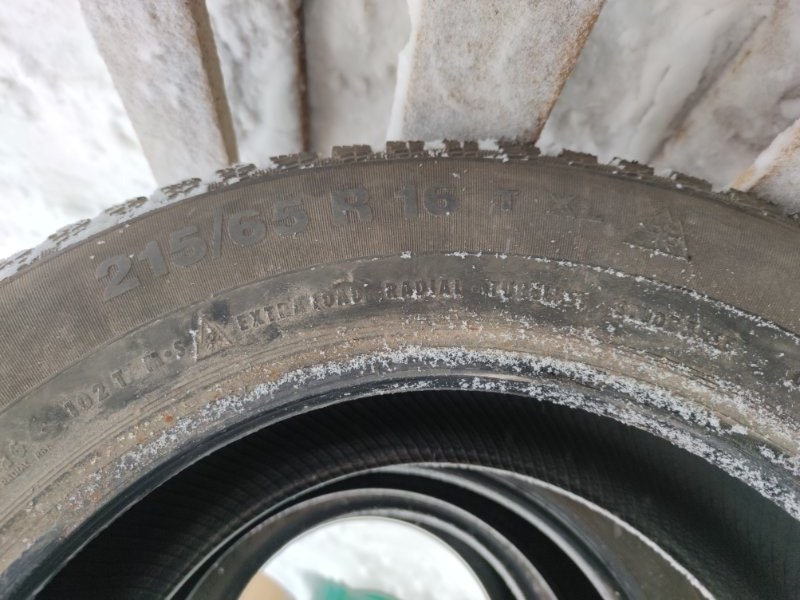 215/65 R 16 T XL
102 T M+S EXTRA LOAD RADIAL TUBELESS